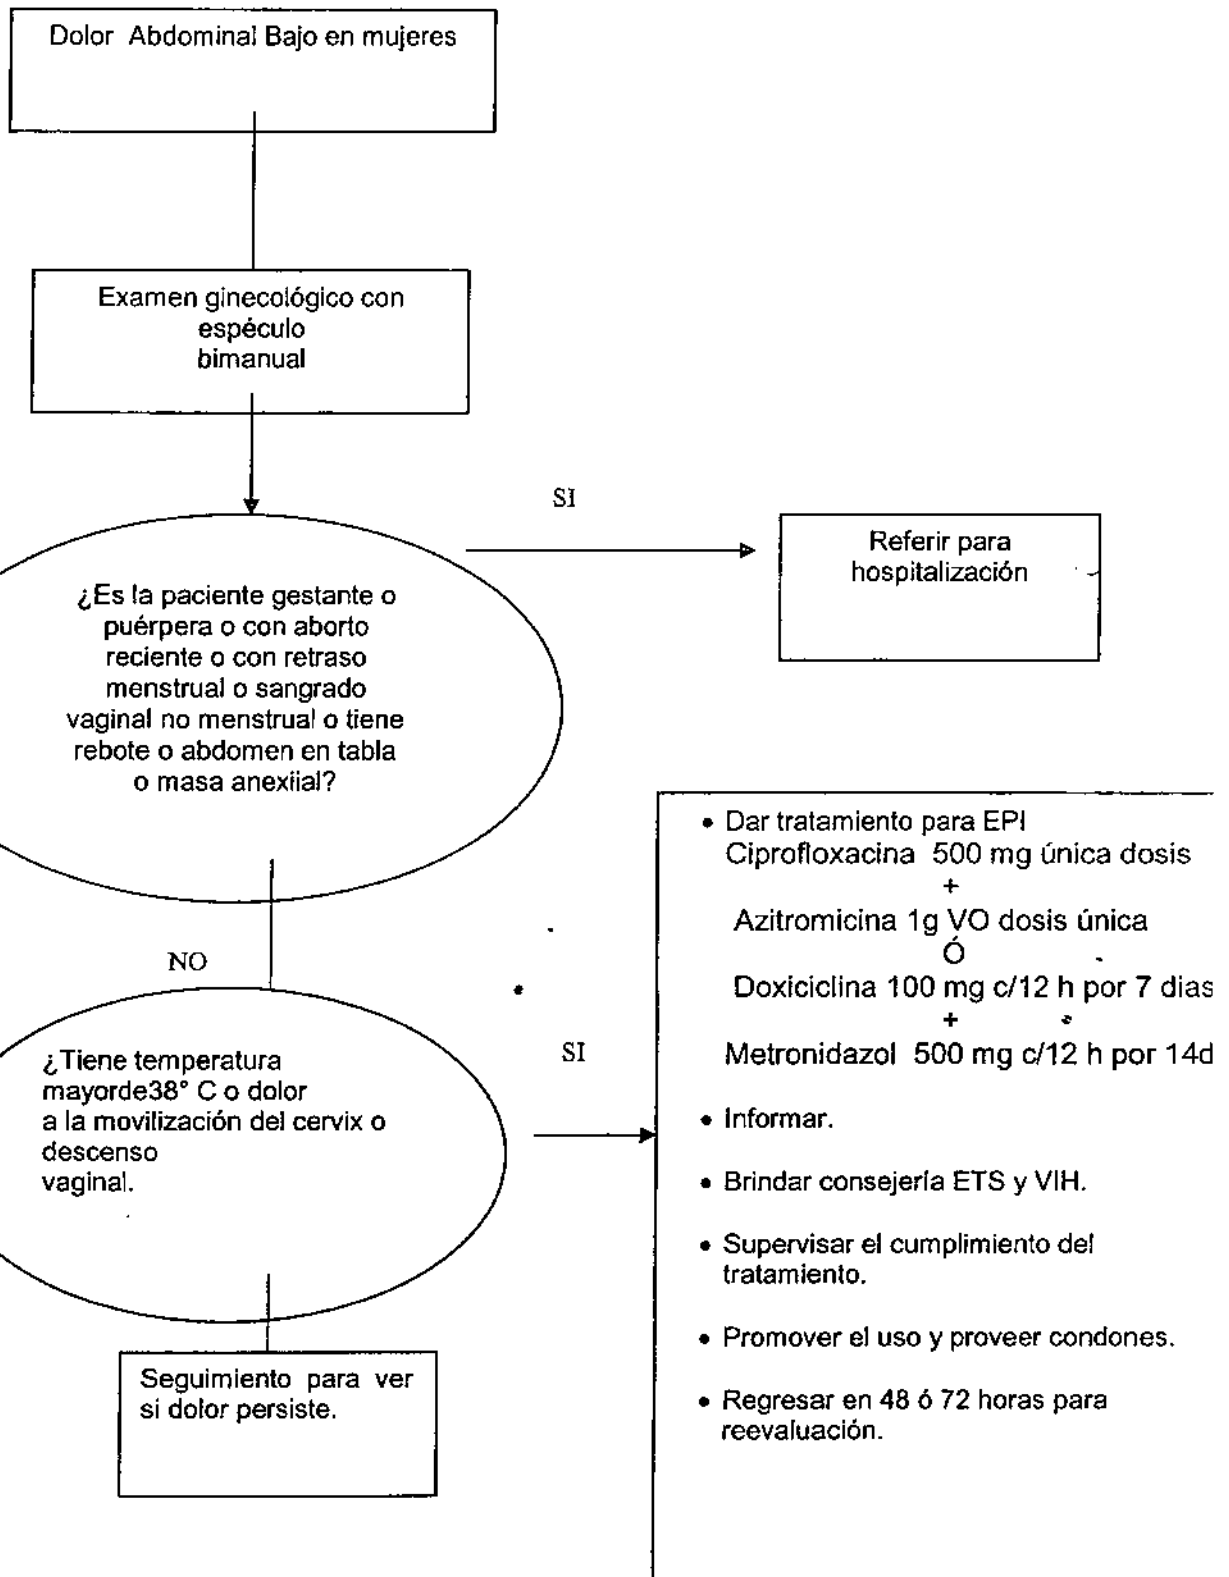 Dolor Abdominal Bajo en mujeres
Examen ginecológico con
espéculo
bimanual
SI
Referir para
hospitalización
¿Es la paciente gestante o
puérpera o con aborto
reciente o con retraso
menstrual o sangrado
vaginal no menstrual o tiene
rebote o abdomen en tabla
o masa anexiial?
NO
¿Tiene temperatura
mayorde38° C o dolor
a la movilización del cervix o
descenso
vaginal.
SI
• Dar tratamiento para EPI
Ciprofloxacina 500 mg única dosis
+
Azitromicina 1g VO dosis única
Ó
Doxiciclina 100 mg c/12 h por 7 dias
+
Metronidazol 500 mg c/12 h por 14d
• Informar.
• Brindar consejería ETS y VIH.
• Supervisar el cumplimiento del
tratamiento.
• Promover el uso y proveer condones.
• Regresar en 48 ó 72 horas para
reevaluación.
Seguimiento para ver
si dolor persiste.